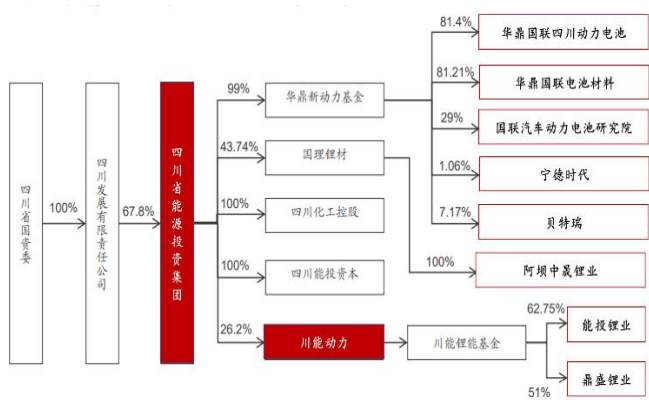 四川省国资委
100%
四川发展有限责任公司
67.8%
四川省能源投资集团
99%
华鼎新动力基金
43.74%
国理锂材
100%
四川化工控股
100%
四川能投资本
26.2%
川能动力
川能锂能基金
81.4%
华鼎国联四川动力电池
81.21%
华鼎国联电池材料
29%
国联汽车动力电池研究院
1.06%
宁德时代
7.17%
贝特瑞
100%
阿坝中晟锂业
62.75%
能投锂业
51%
鼎盛锂业